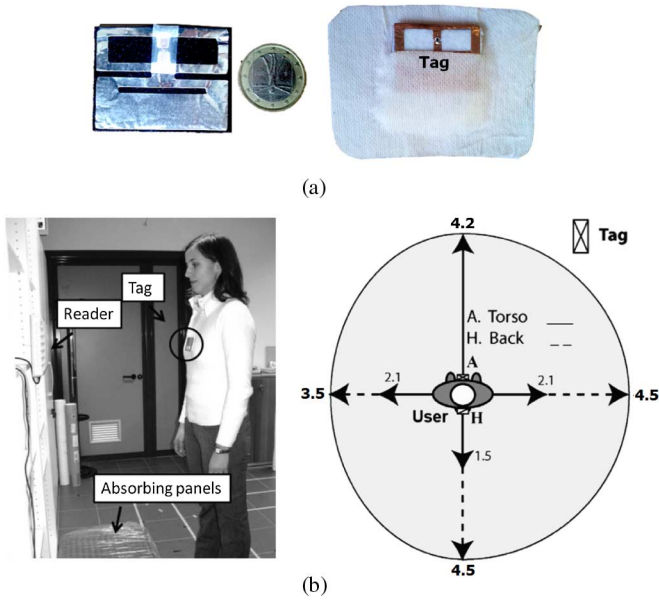 Tag
(a)
Tag
Reader
Absorbing panels
4.2
Tag
A. Torso
H. Back
A
2.1
2.1
3.5
4.5
User
H
1.5
4.5
(b)